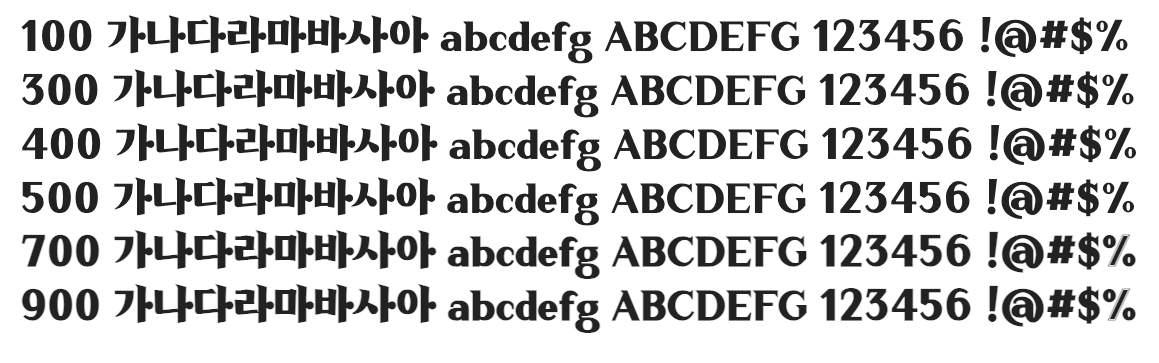 100 가나다라마바사아 abcdefg ABCDEFG 123456 !@#$%
300 가나다라마바사아 abcdefg ABCDEFG 123456 !@#$%
400 가나다라마바사아 abcdefg ABCDEFG 123456 !@#$%
500 가나다라마바사아 abcdefg ABCDEFG 123456 !@#$%
700 가나다라마바사아 abcdefg ABCDEFG 123456 !@#$%
900 가나다라마바사아 abcdefg ABCDEFG 123456 !@#$%